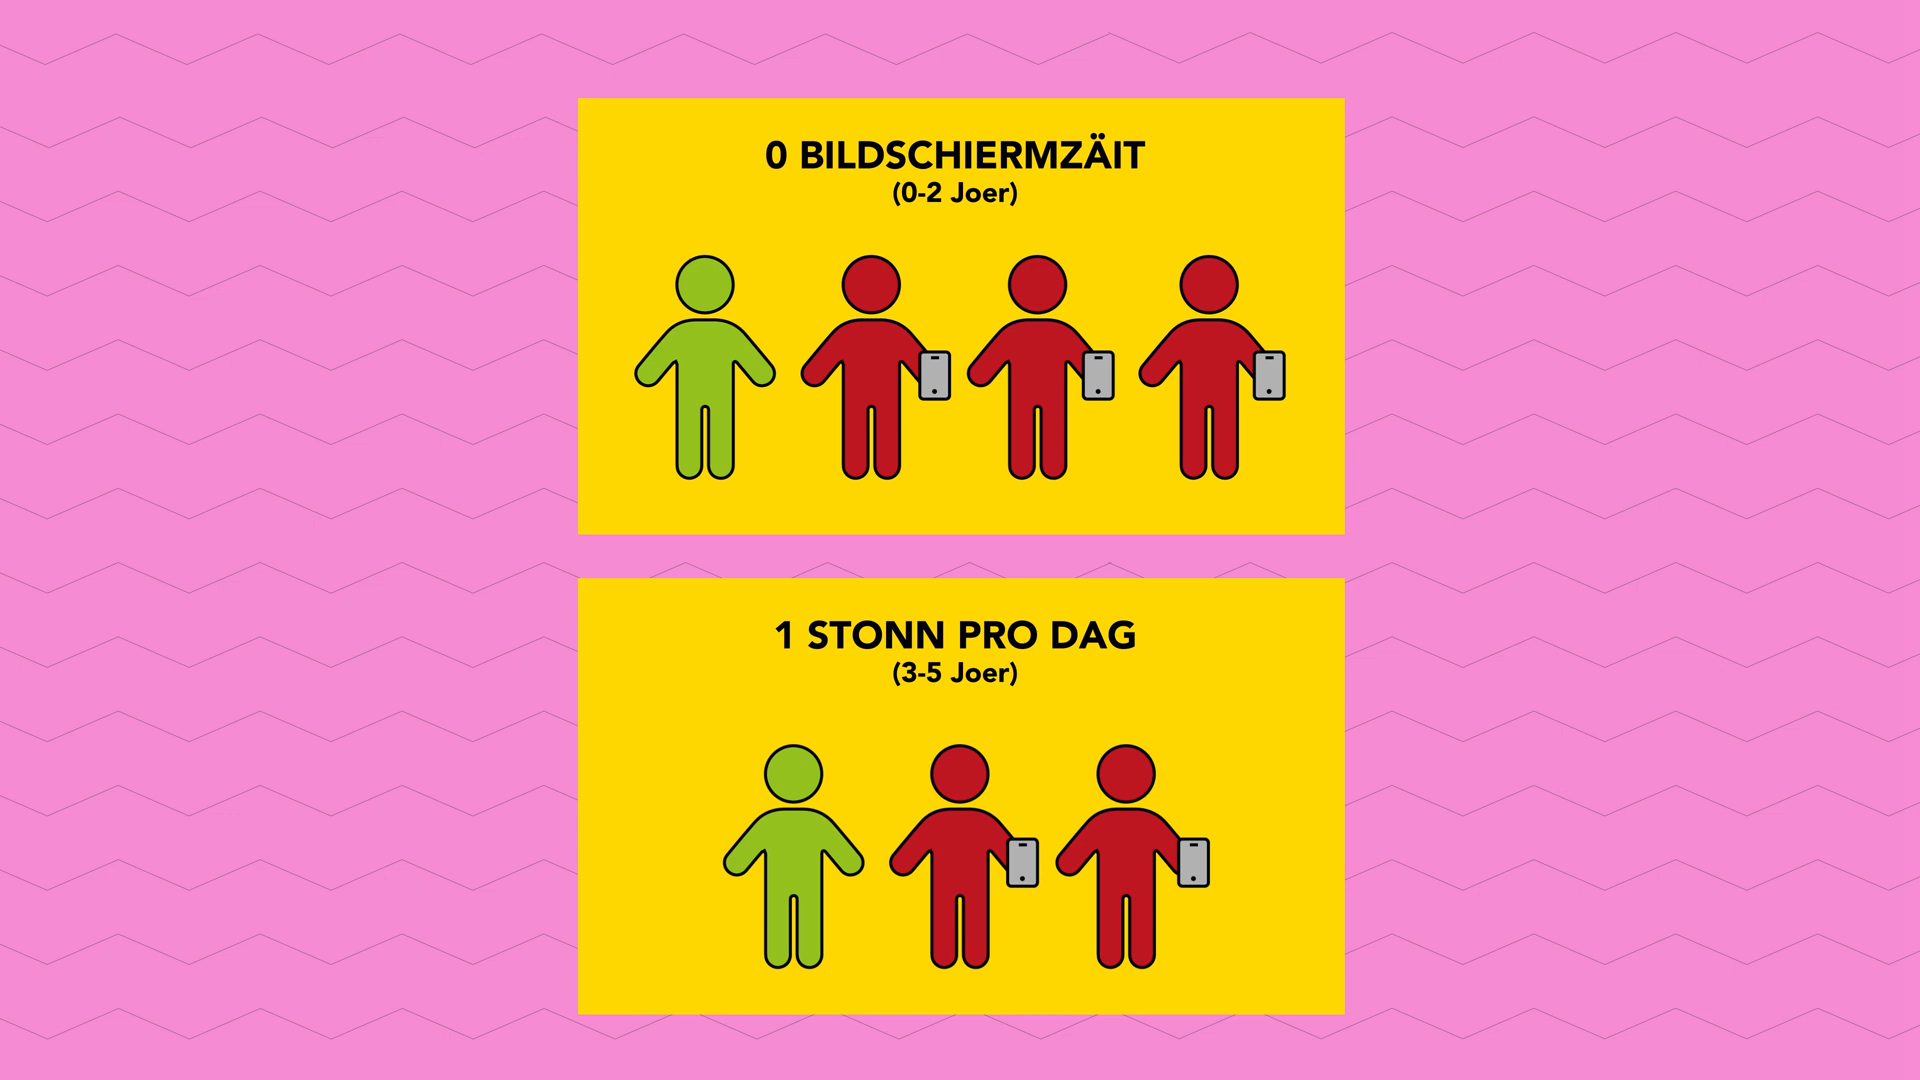 0 BILDSCHIERMZÄIT
(0-2 Joer)
1 STONN PRO DAG
(3-5 Joer)